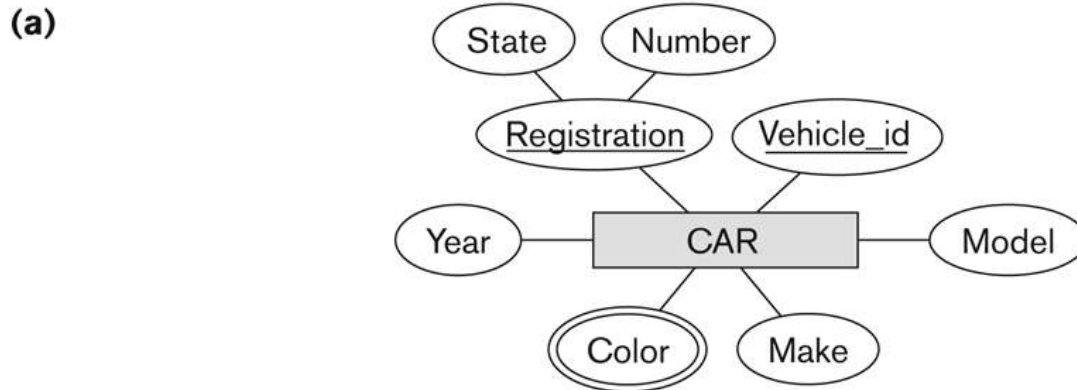 (a)
State Number
Registration Vehicle_id
Year CAR Model
Color Make